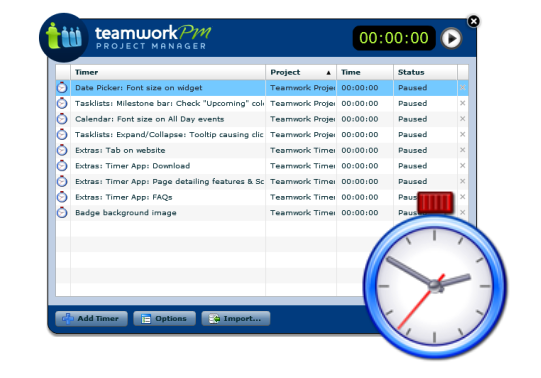 teamworkPm
PROJECT MANAGER
00:00:00
Timer Project Time Status
Date Picker: Font size on widget Teamwork Projec 00:00:00 Paused
Tasklists: Milestone bar: Check "Upcoming" col Teamwork Projec 00:00:00 Paused
Calendar: Font size on All Day events Teamwork Projec 00:00:00 Paused
Tasklists: Expand/Collapse: Tooltip causing clic Teamwork Projec 00:00:00 Paused
Extras: Tab on website Teamwork Timer 00:00:00 Paused
Extras: Timer App: Download Teamwork Timer 00:00:00 Paused
Extras: Timer App: Page detailing features & Sc Teamwork Timer 00:00:00 Paused
Extras: Timer App: FAQs Teamwork Timer 00:00:00 Paus
Badge background image Teamwork Timer 00:00:00 Paused
Add Timer Options Import...